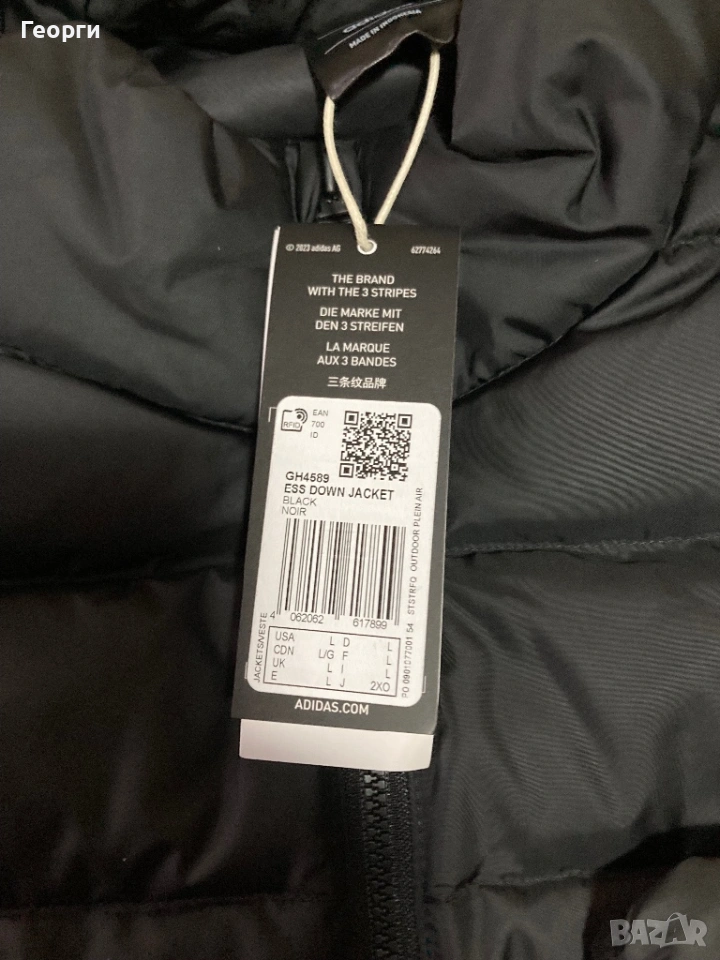 Георги
adidas
MADE IN INDONESIA
© 2023 adidas AG 62774264
THE BRAND
WITH THE 3 STRIPES
DIE MARKE MIT
DEN 3 STREIFEN
LA MARQUE
AUX 3 BANDES
三条纹品牌
RFID
EAN
700
ID
GH4589
ESS DOWN JACKET
BLACK
NOIR
4 062062 617899
USA L D L
CDN L/G F L
UK L I L
E L J 2XO
JACKETS/VESTE
PO 0901077001 54 STSTRFQ OUTDOOR PLEIN AIR
ADIDAS.COM
BAZAR